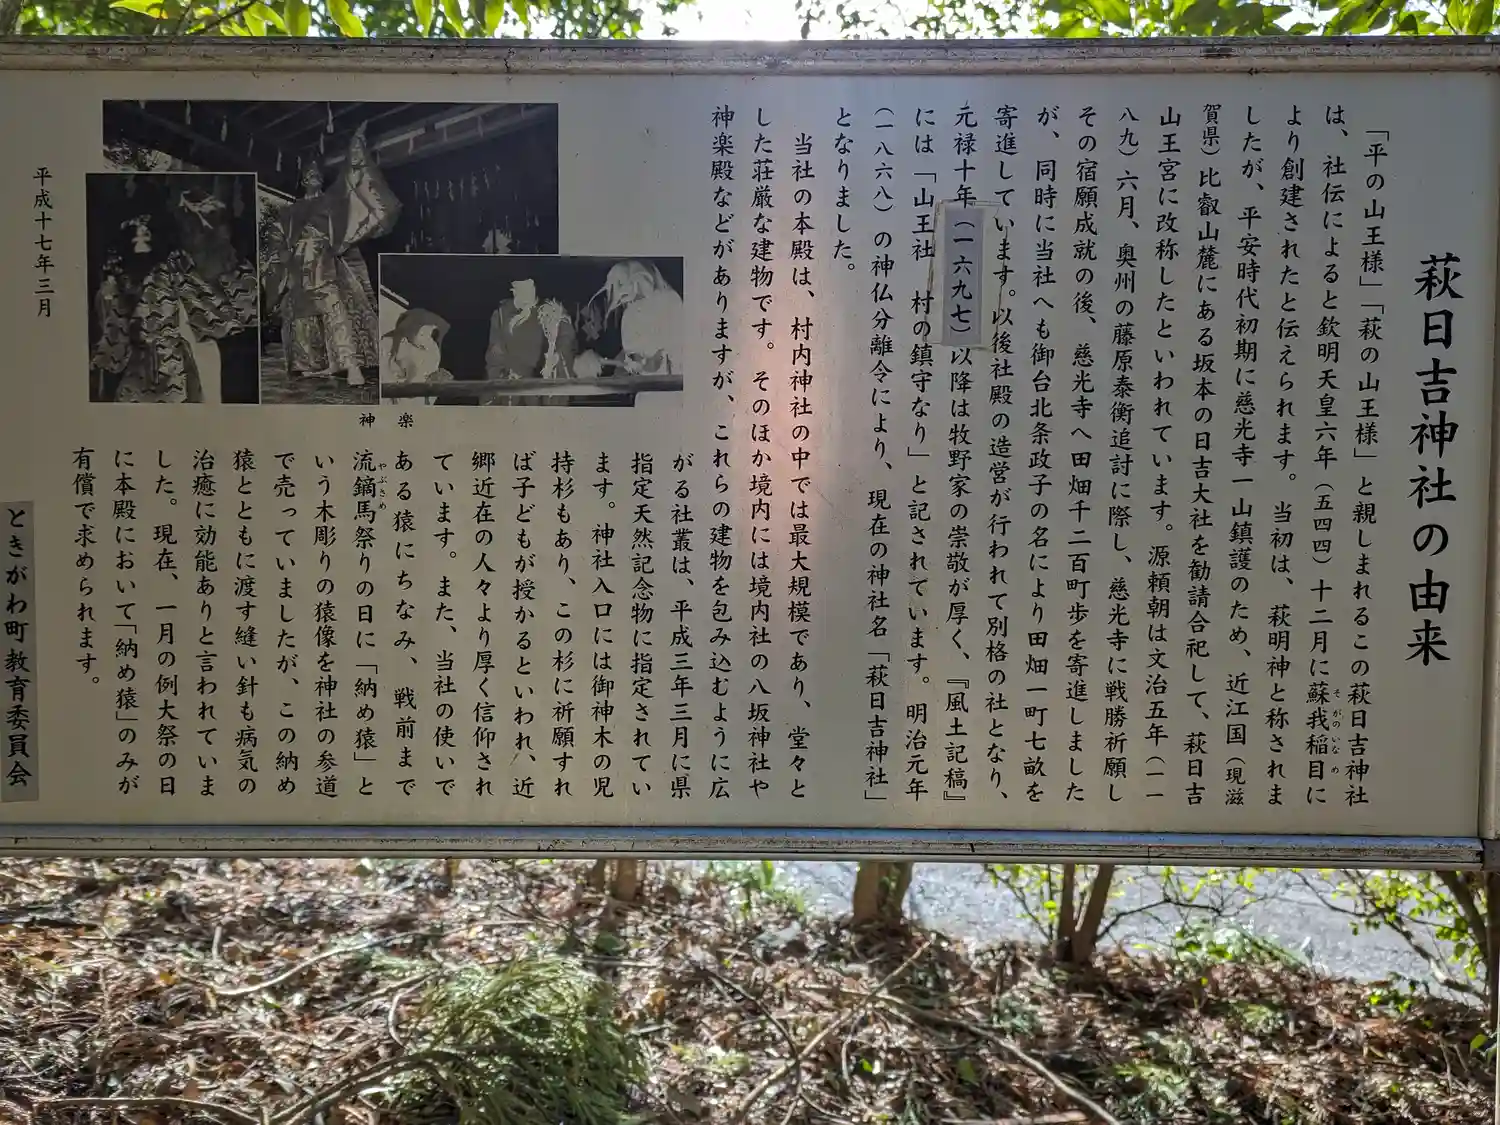 萩日吉神社の由来
「平の山王様」「萩の山王様」と親しまれるこの萩日吉神社
は、社伝によると欽明天皇六年（五四四）十二月に蘇我稲目に
そがのいなめ
より創建されたと伝えられます。当初は、萩明神と称されま
したが、平安時代初期に慈光寺一山鎮護のため、近江国（現滋
賀県）比叡山麓にある坂本の日吉大社を勧請合祀して、萩日吉
山王宮に改称したといわれています。源頼朝は文治五年（一一
八九）六月、奥州の藤原泰衡追討に際し、慈光寺に戦勝祈願し
その宿願成就の後、慈光寺へ田畑千二百町歩を寄進しました
が、同時に当社へも御台北条政子の名により田畑一町七畝を
寄進しています。以後社殿の造営が行われて別格の社となり、
元禄十年（一六九七）以降は牧野家の崇敬が厚く、『風土記稿』
には「山王社 村の鎮守なり」と記されています。明治元年
（一八六八）の神仏分離令により、現在の神社名「萩日吉神社」
となりました。
当社の本殿は、村内神社の中では最大規模であり、堂々と
した荘厳な建物です。そのほか境内には境内社の八坂神社や
神楽殿などがありますが、これらの建物を包み込むように広
がる社叢は、平成三年三月に県
指定天然記念物に指定されてい
ます。神社入口には御神木の児
持杉もあり、この杉に祈願すれ
ば子どもが授かるといわれ、近
郷近在の人々より厚く信仰され
ています。また、当社の使いで
ある猿にちなみ、戦前まで
流鏑馬祭りの日に「納め猿」と
やぶさめ
いう木彫りの猿像を神社の参道
で売っていましたが、この納め
猿とともに渡す縫い針も病気の
治癒に効能ありと言われていま
した。現在、一月の例大祭の日
に本殿において「納め猿」のみが
有償で求められます。
神楽
平成十七年三月
ときがわ町教育委員会